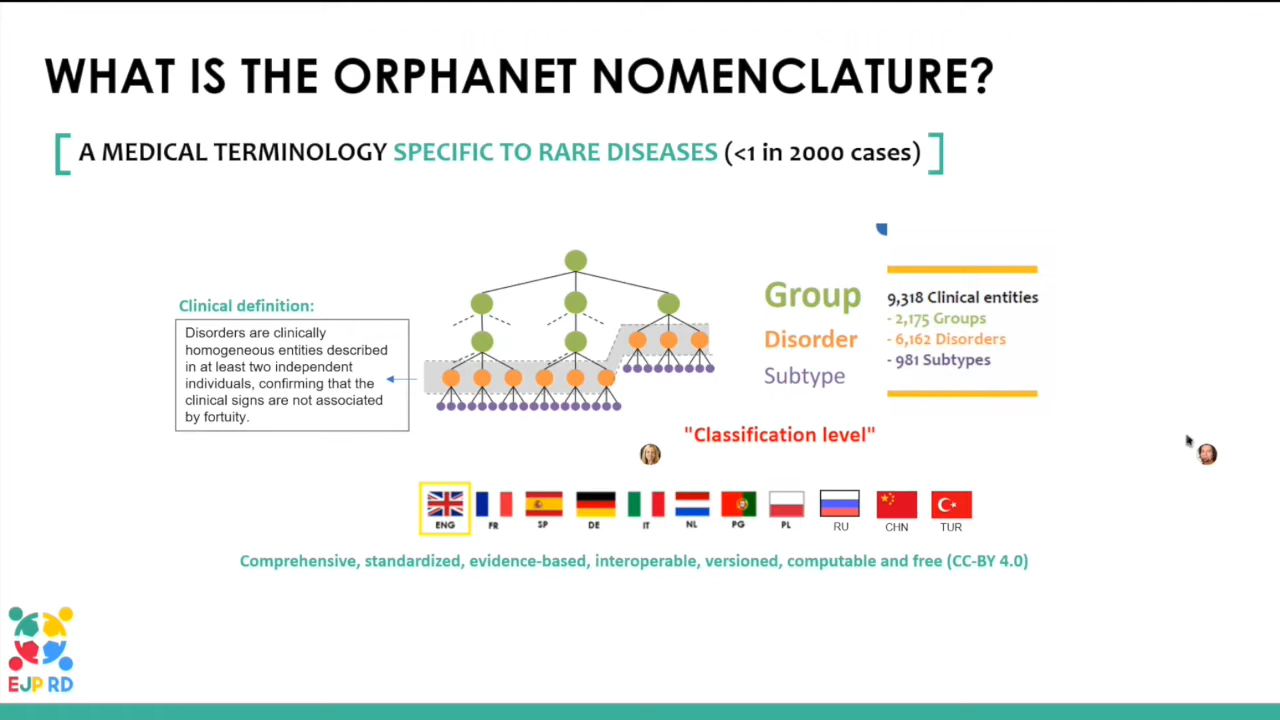 WHAT IS THE ORPHANET NOMENCLATURE?
[ A MEDICAL TERMINOLOGY SPECIFIC TO RARE DISEASES (<1 in 2000 cases) ]
Clinical definition:
Disorders are clinically
homogeneous entities described
in at least two independent
individuals, confirming that the
clinical signs are not associated
by fortuity.
Group
Disorder
Subtype
9,318 Clinical entities
- 2,175 Groups
- 6,162 Disorders
- 981 Subtypes
"Classification level"
ENG FR SP DE IT NL PG PL RU CHN TUR
Comprehensive, standardized, evidence-based, interoperable, versioned, computable and free (CC-BY 4.0)
EJP RD